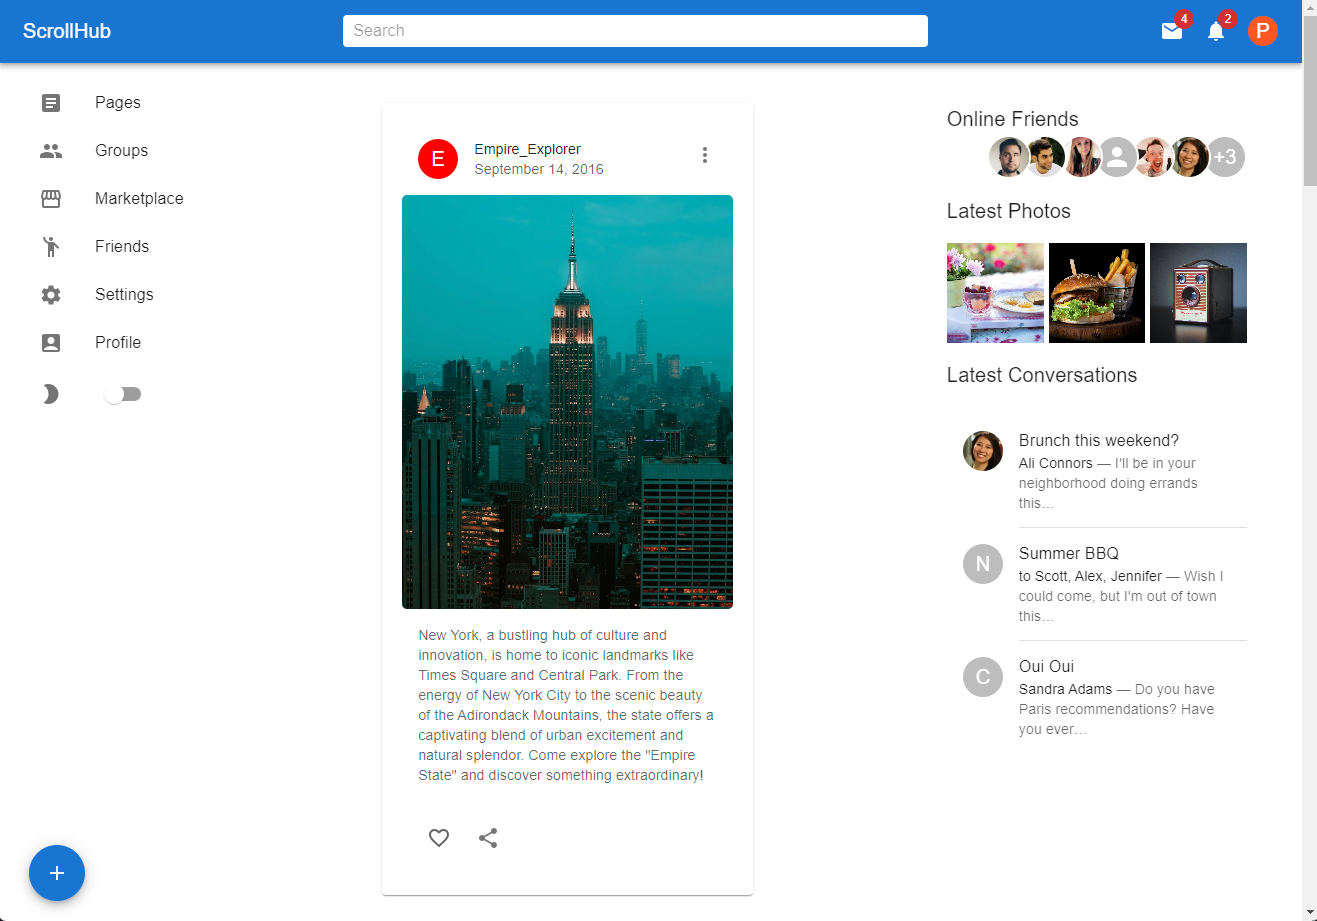 ScrollHub
Search
4
2
P
Pages
Groups
Marketplace
Friends
Settings
Profile
E
Empire_Explorer
September 14, 2016
New York, a bustling hub of culture and
innovation, is home to iconic landmarks like
Times Square and Central Park. From the
energy of New York City to the scenic beauty
of the Adirondack Mountains, the state offers a
captivating blend of urban excitement and
natural splendor. Come explore the "Empire
State" and discover something extraordinary!
Online Friends
+3
Latest Photos
Latest Conversations
Brunch this weekend?
Ali Connors — I'll be in your
neighborhood doing errands
this…
N
Summer BBQ
to Scott, Alex, Jennifer — Wish I
could come, but I'm out of town
this…
C
Oui Oui
Sandra Adams — Do you have
Paris recommendations? Have
you ever…